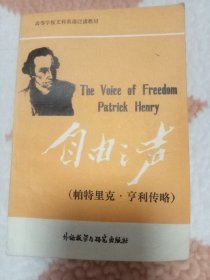 高等学校文科英语泛读教材
The Voice of Freedom
Patrick Henry
自由之声
(帕特里克·亨利传略)
外语教学与研究出版社